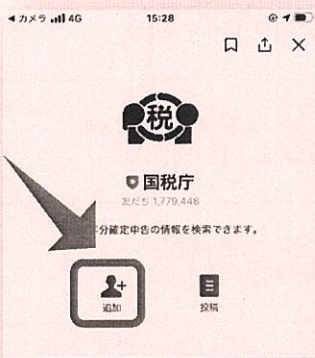 ◀カメラ 4G 15:28
税
国税庁
友だち 1,779,446
分確定申告の情報を検索できます。
追加 投稿